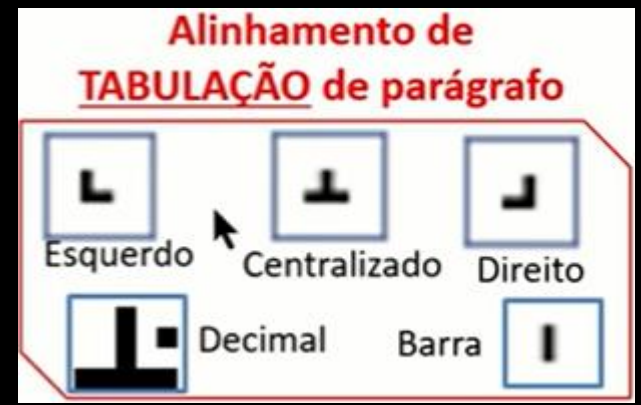 Alinhamento de
TABULAÇÃO de parágrafo
Esquerdo
Centralizado
Direito
Decimal
Barra